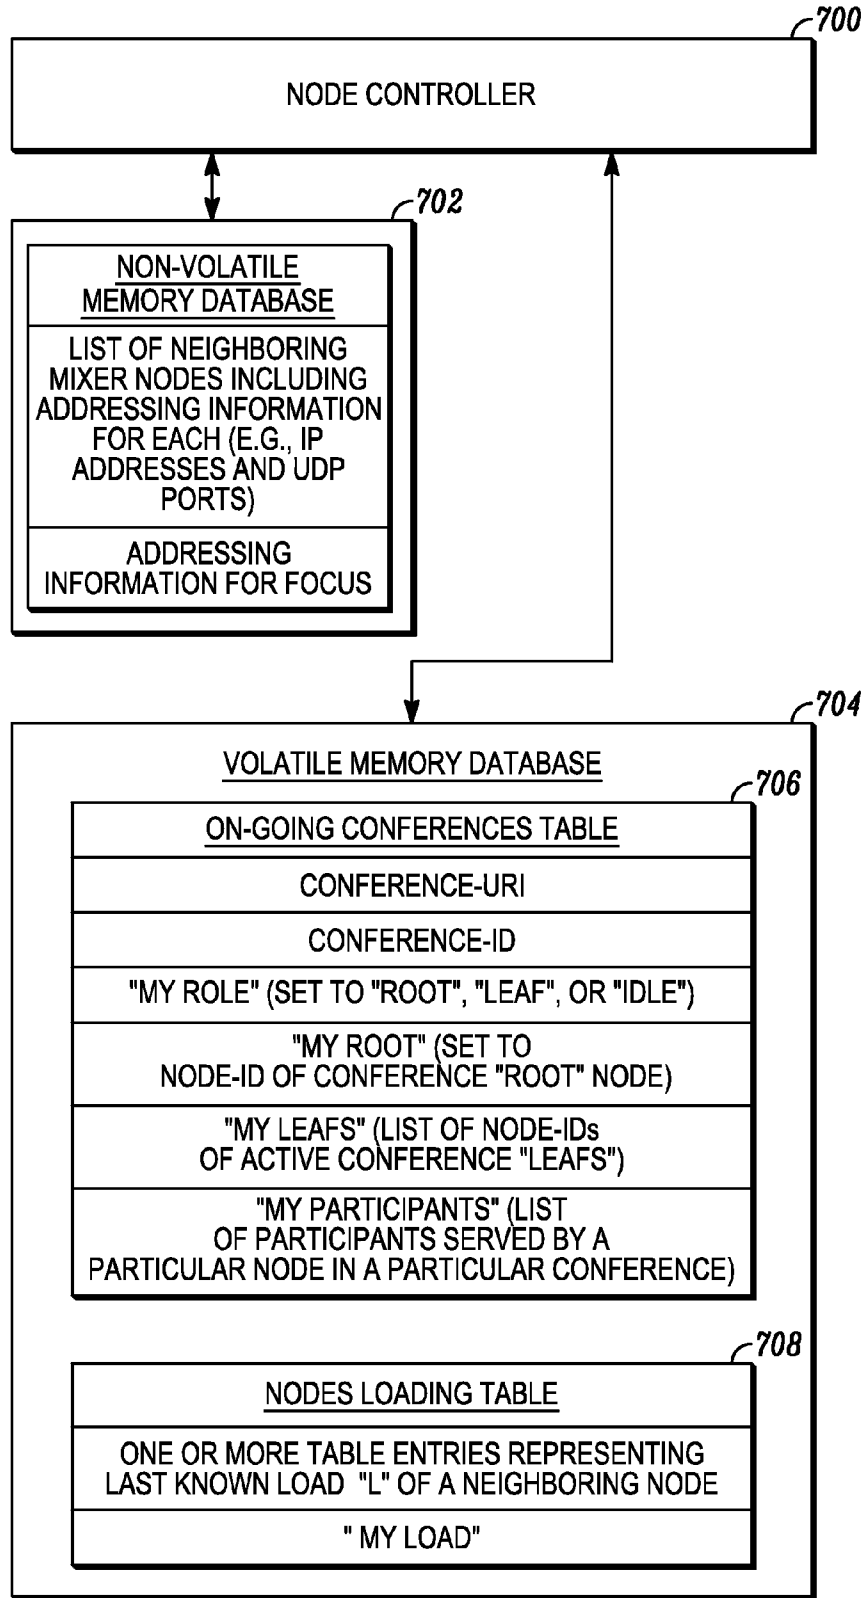 700
NODE CONTROLLER
702
NON-VOLATILE
MEMORY DATABASE
LIST OF NEIGHBORING
MIXER NODES INCLUDING
ADDRESSING INFORMATION
FOR EACH (E.G., IP
ADDRESSES AND UDP
PORTS)
ADDRESSING
INFORMATION FOR FOCUS
704
VOLATILE MEMORY DATABASE
706
ON-GOING CONFERENCES TABLE
CONFERENCE-URI
CONFERENCE-ID
"MY ROLE" (SET TO "ROOT", "LEAF", OR "IDLE")
"MY ROOT" (SET TO
NODE-ID OF CONFERENCE "ROOT" NODE)
"MY LEAFS" (LIST OF NODE-IDs
OF ACTIVE CONFERENCE "LEAFS")
"MY PARTICIPANTS" (LIST
OF PARTICIPANTS SERVED BY A
PARTICULAR NODE IN A PARTICULAR CONFERENCE)
708
NODES LOADING TABLE
ONE OR MORE TABLE ENTRIES REPRESENTING
LAST KNOWN LOAD "L" OF A NEIGHBORING NODE
" MY LOAD"